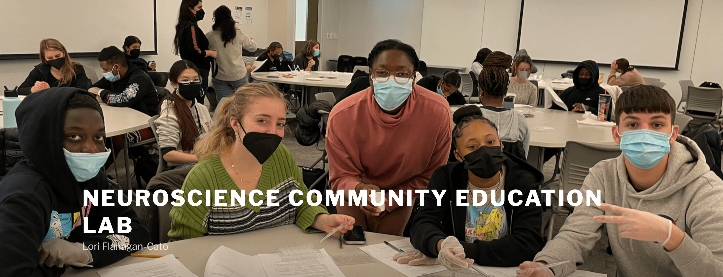 NEUROSCIENCE COMMUNITY EDUCATION
LAB
Lori Flanagan-Cato